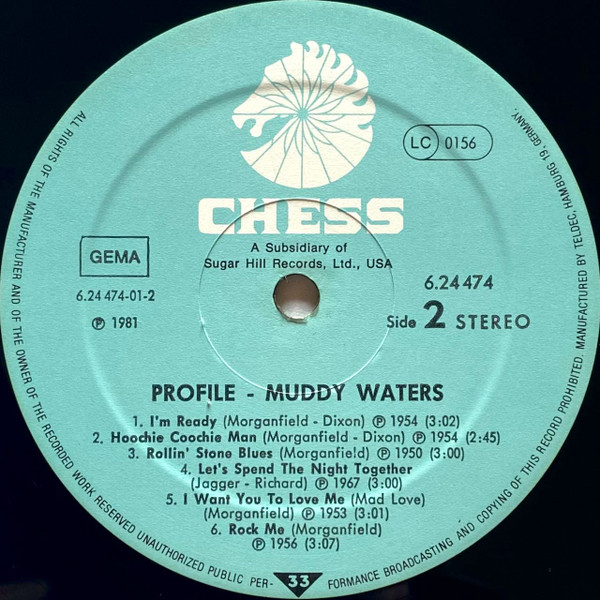 CHESS
A Subsidiary of
Sugar Hill Records, Ltd., USA
LC 0156
GEMA
6.24 474-01-2
Ⓟ 1981
6.24474
Side 2 STEREO
PROFILE - MUDDY WATERS
1. I'm Ready (Morganfield - Dixon) Ⓟ 1954 (3:02)
2. Hoochie Coochie Man (Morganfield - Dixon) Ⓟ 1954 (2:45)
3. Rollin' Stone Blues (Morganfield) Ⓟ 1950 (3:00)
4. Let's Spend The Night Together
(Jagger - Richard) Ⓟ 1967 (3:00)
5. I Want You To Love Me (Mad Love)
(Morganfield) Ⓟ 1953 (3:01)
6. Rock Me (Morganfield)
Ⓟ 1956 (3:07)
ALL RIGHTS OF THE MANUFACTURER AND OF THE OWNER OF THE RECORDED WORK RESERVED UNAUTHORIZED PUBLIC PER- 33 FORMANCE BROADCASTING AND COPYING OF THIS RECORD PROHIBITED. MANUFACTURED BY TELDEC, HAMBURG 19, GERMANY.